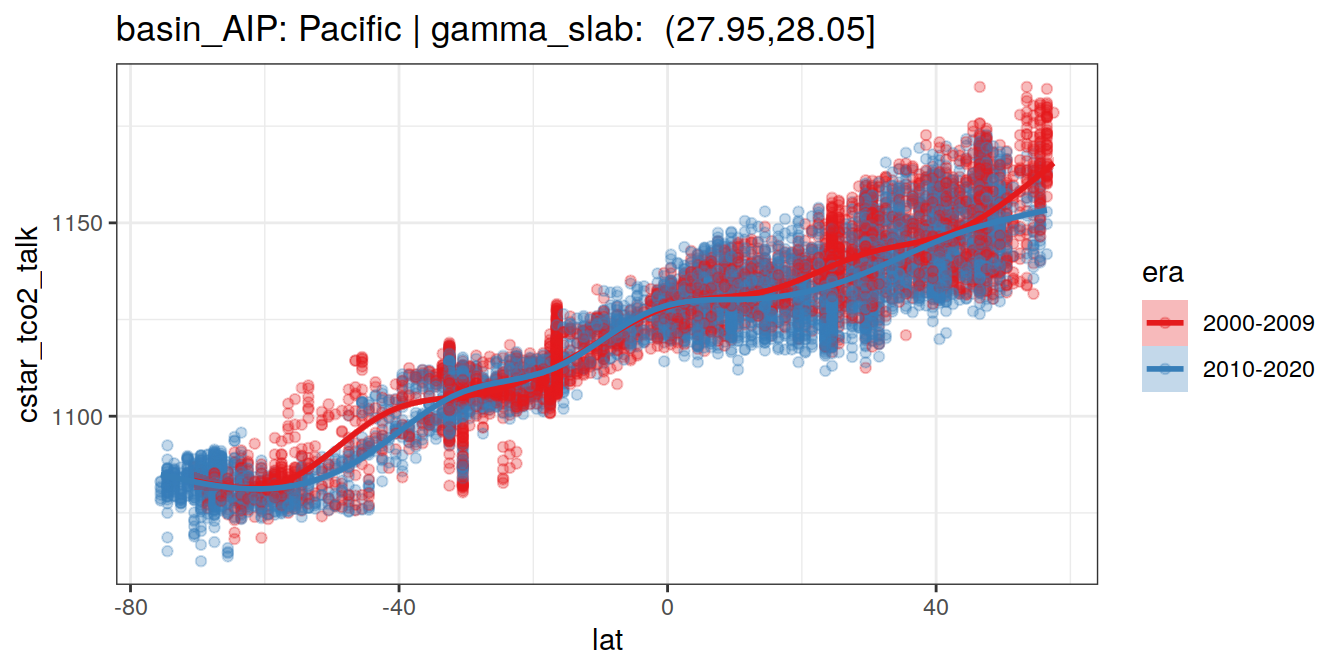 basin_AIP: Pacific | gamma_slab:  (27.95,28.05]
cstar_tco2_talk
1150
1100
-80
-40
0
40
lat
era
2000-2009
2010-2020